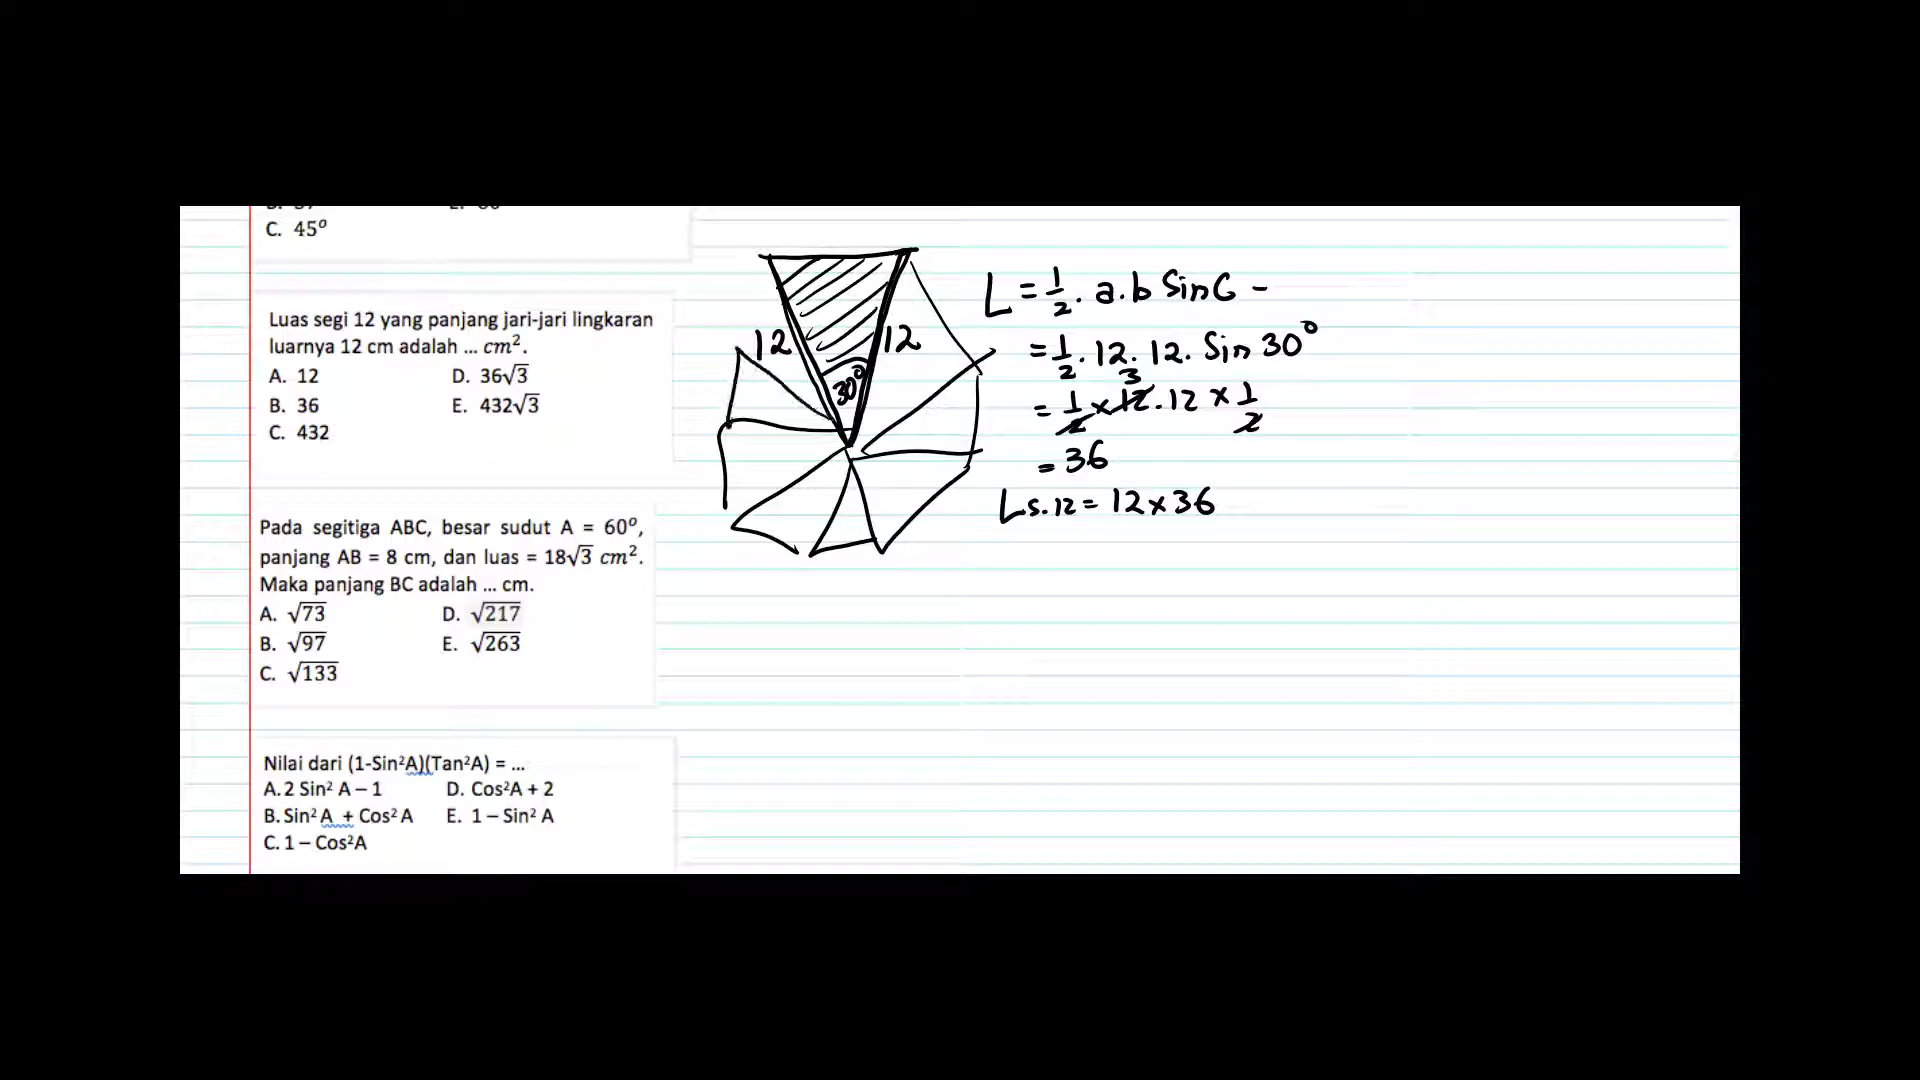 C. 45°
Luas segi 12 yang panjang jari-jari lingkaran
luarnya 12 cm adalah ... cm².
A. 12 D. 36√3
B. 36 E. 432√3
C. 432
Pada segitiga ABC, besar sudut A = 60°,
panjang AB = 8 cm, dan luas = 18√3 cm².
Maka panjang BC adalah ... cm.
A. √73 D. √217
B. √97 E. √263
C. √133
Nilai dari (1-Sin²A)(Tan²A) = ...
A. 2 Sin² A – 1 D. Cos²A + 2
B. Sin² A + Cos² A E. 1 – Sin² A
C. 1 – Cos²A
12 12
30°
L = 1/2 . a.b Sin C -
= 1/2 . 12 . 12 . Sin 30°
3
= 1/2 x 12 . 12 x 1/2
= 36
L s.12 = 12 x 36